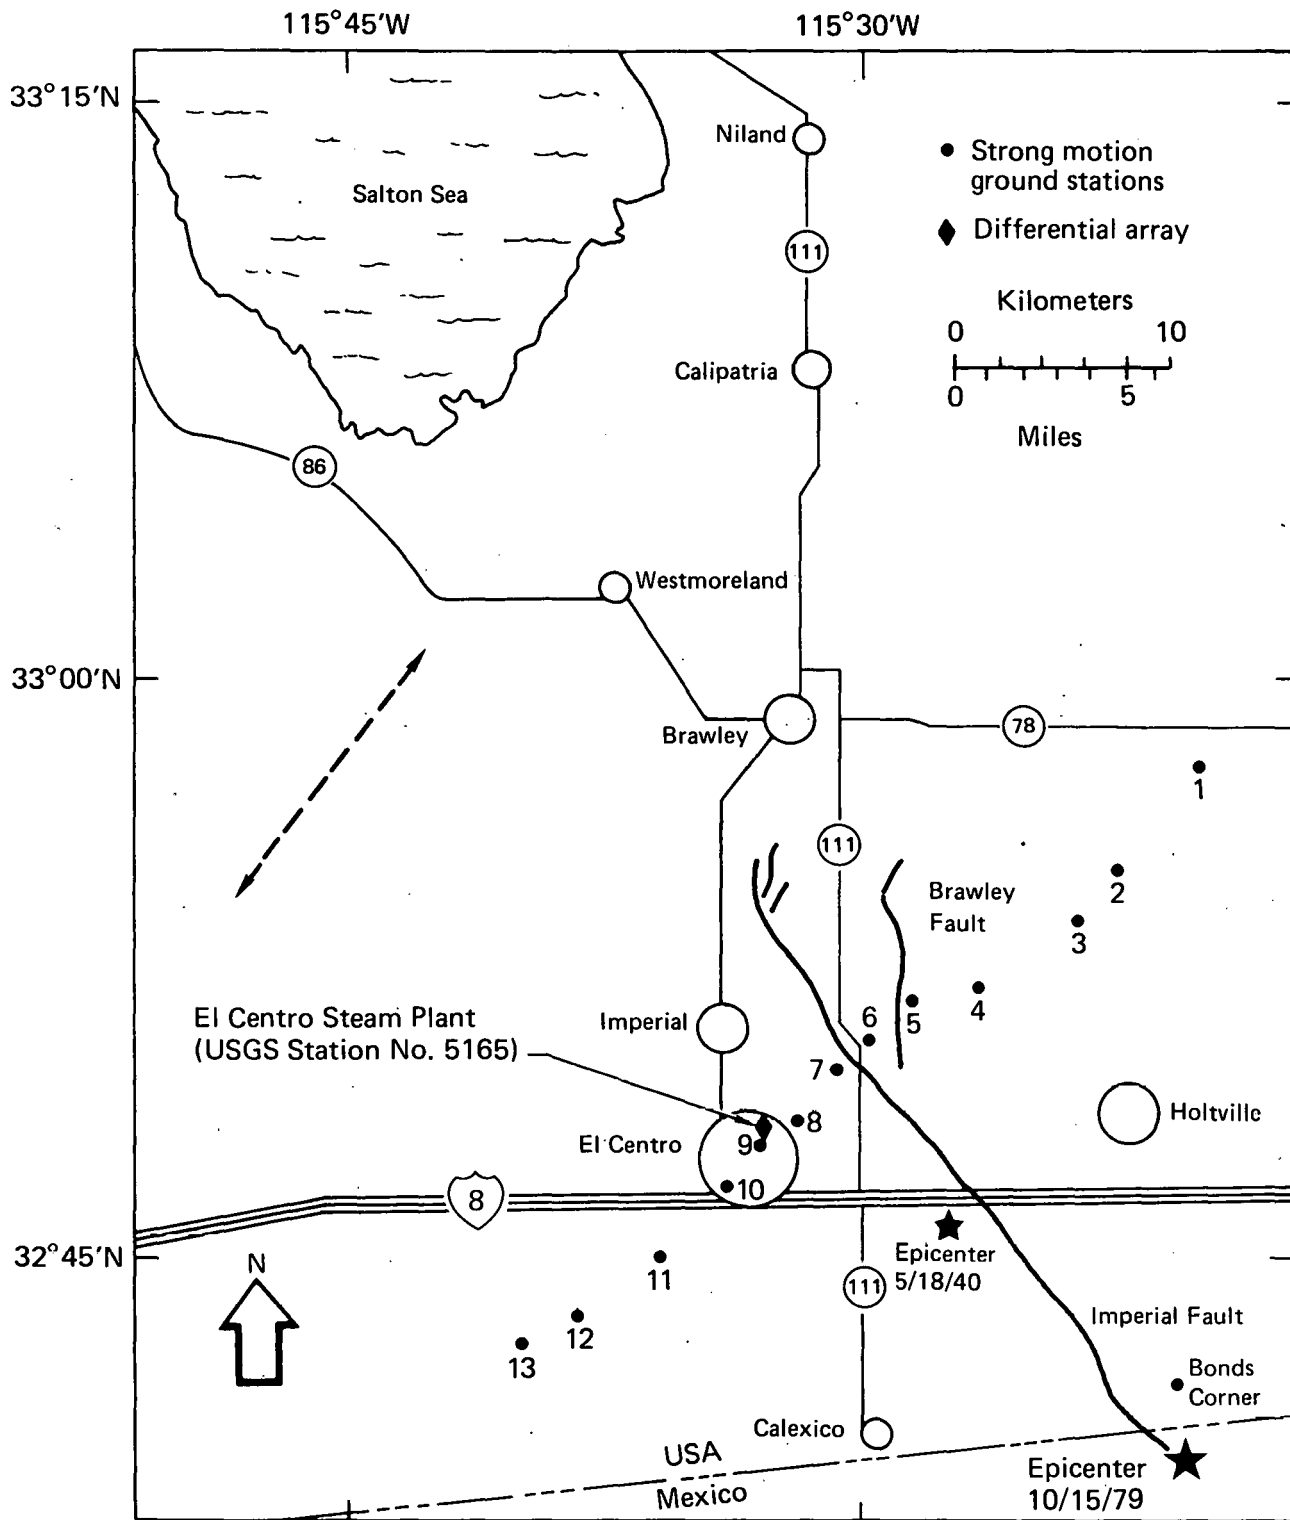 115°45'W
115°30'W
33°15'N
Niland
Strong motion
ground stations
Salton Sea
Differential array
111
Kilometers
0
10
Calipatria
0
5
Miles
86
Westmoreland
33°00'N
Brawley
78
1
111
Brawley
Fault
2
3
El Centro Steam Plant
(USGS Station No. 5165)
Imperial
6
5
4
7
8
Holtville
El Centro
9
10
8
N
32°45'N
Epicenter
5/18/40
11
111
Imperial Fault
12
13
Bonds
Corner
Calexico
USA
Mexico
Epicenter
10/15/79